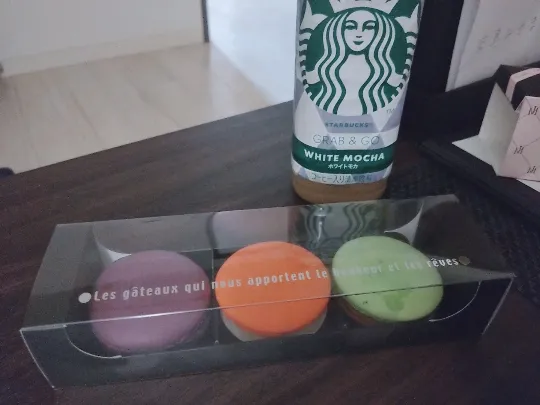 STARBUCKS
GRAB & GO
WHITE MOCHA
ホワイトモカ
Les gâteaux qui nous apportent le bonheur et les rêves